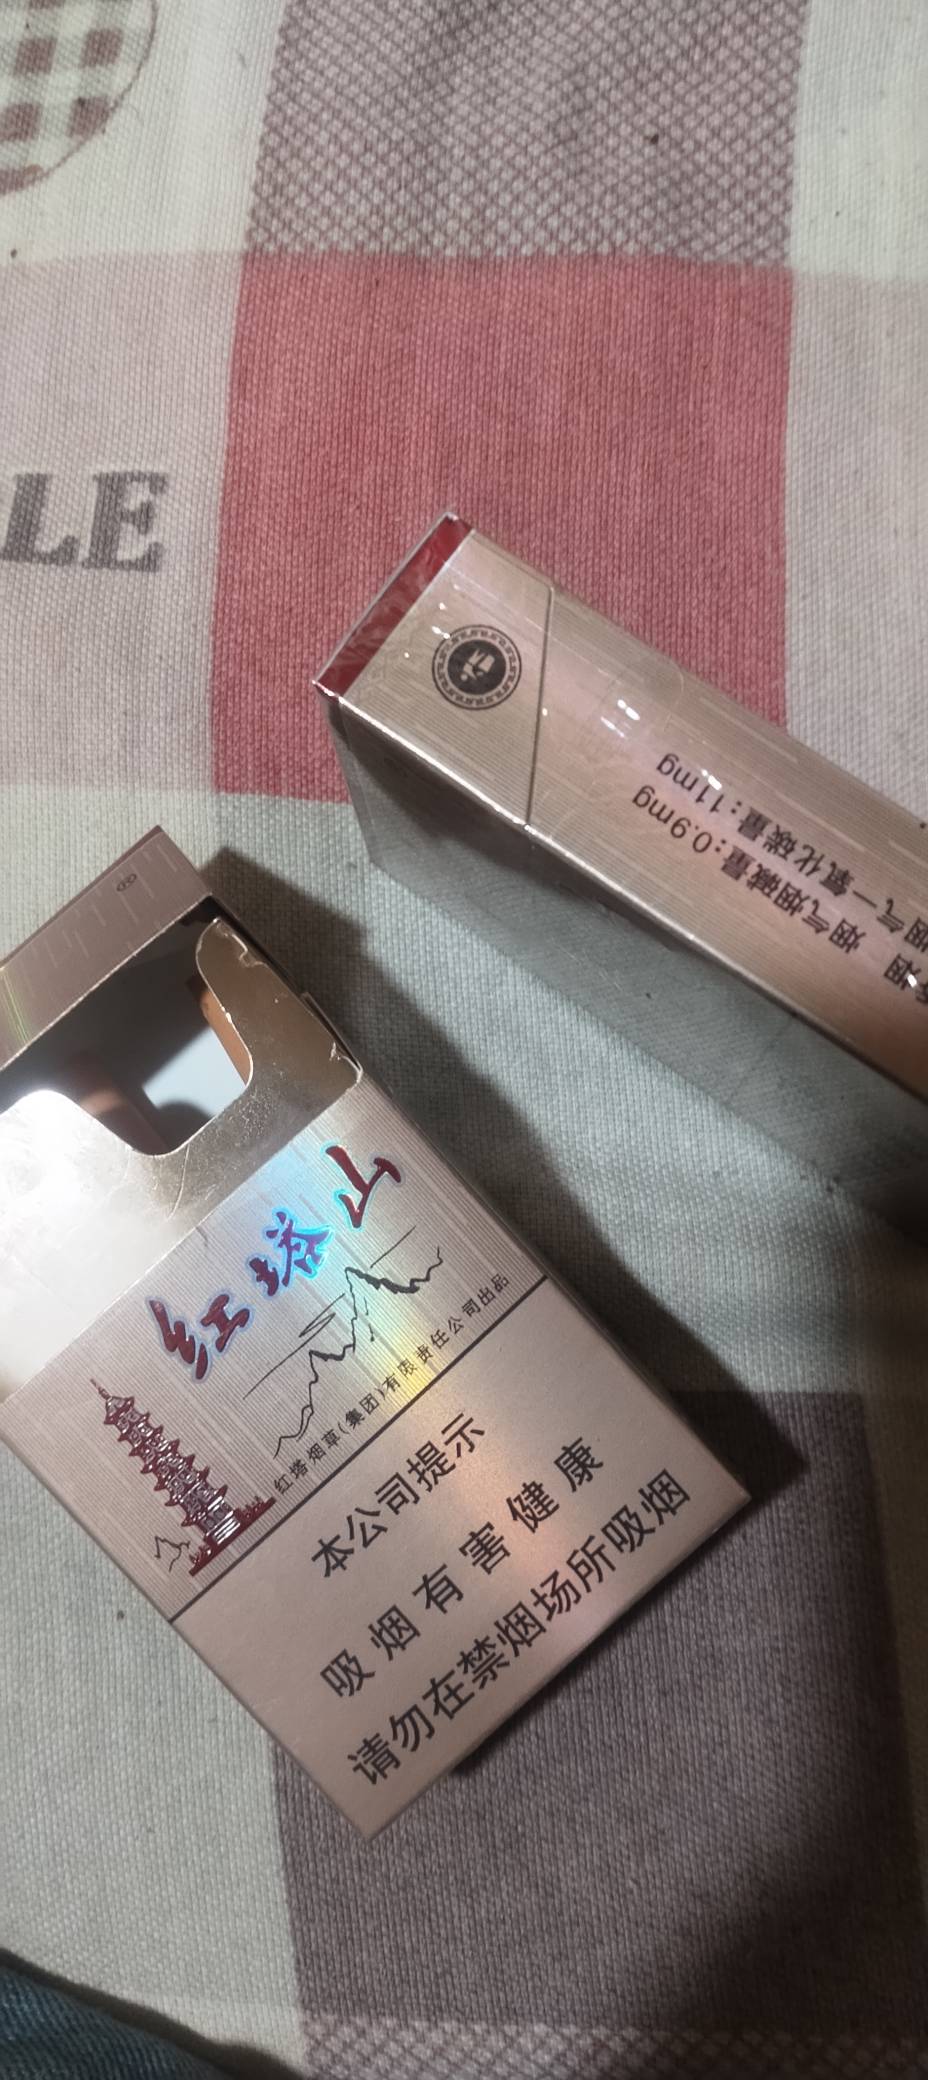 LE
烟气烟碱量：0.9mg
烟气一氧化碳量：11mg
红塔山
红塔烟草(集团)有限责任公司出品
本公司提示
吸烟有害健康
请勿在禁烟场所吸烟